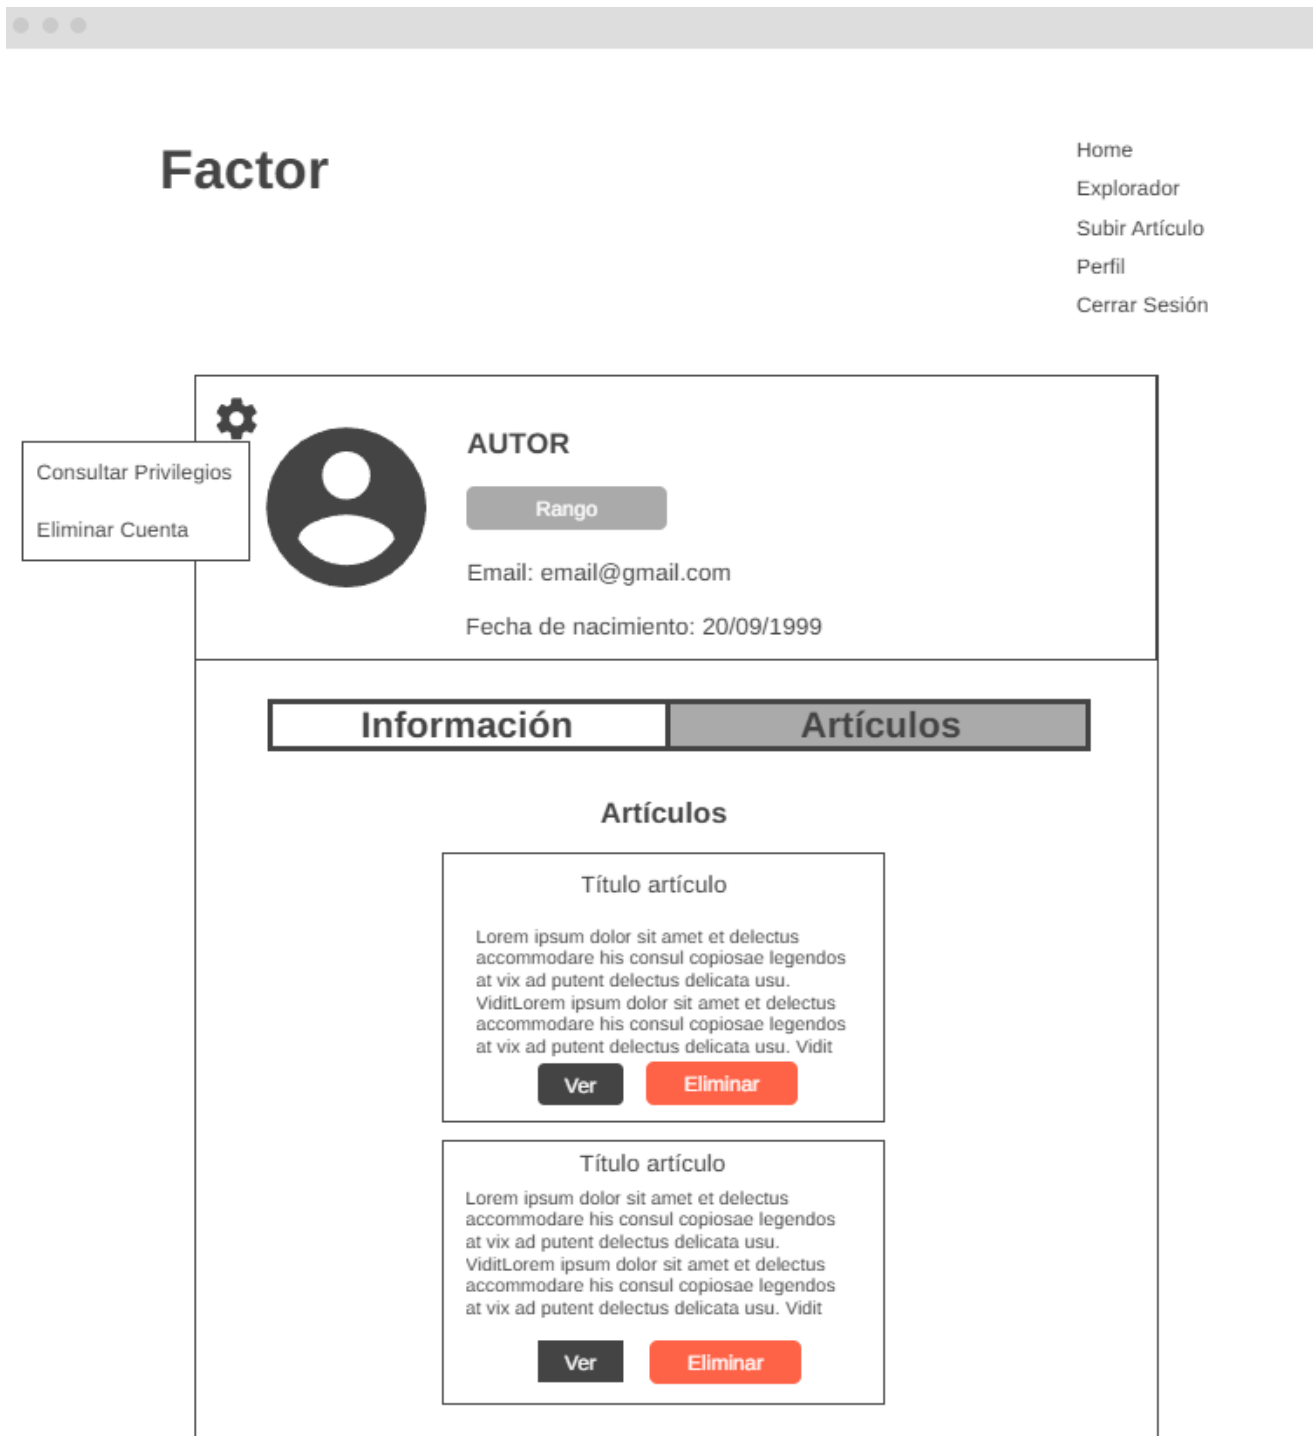 Factor
Home
Explorador
Subir Artículo
Perfil
Cerrar Sesión
Consultar Privilegios
Eliminar Cuenta
AUTOR
Rango
Email: email@gmail.com
Fecha de nacimiento: 20/09/1999
Información
Artículos
Artículos
Título artículo
Lorem ipsum dolor sit amet et delectus
accommodare his consul copiosae legendos
at vix ad putent delectus delicata usu.
ViditLorem ipsum dolor sit amet et delectus
accommodare his consul copiosae legendos
at vix ad putent delectus delicata usu. Vidit
Ver
Eliminar
Título artículo
Lorem ipsum dolor sit amet et delectus
accommodare his consul copiosae legendos
at vix ad putent delectus delicata usu.
ViditLorem ipsum dolor sit amet et delectus
accommodare his consul copiosae legendos
at vix ad putent delectus delicata usu. Vidit
Ver
Eliminar